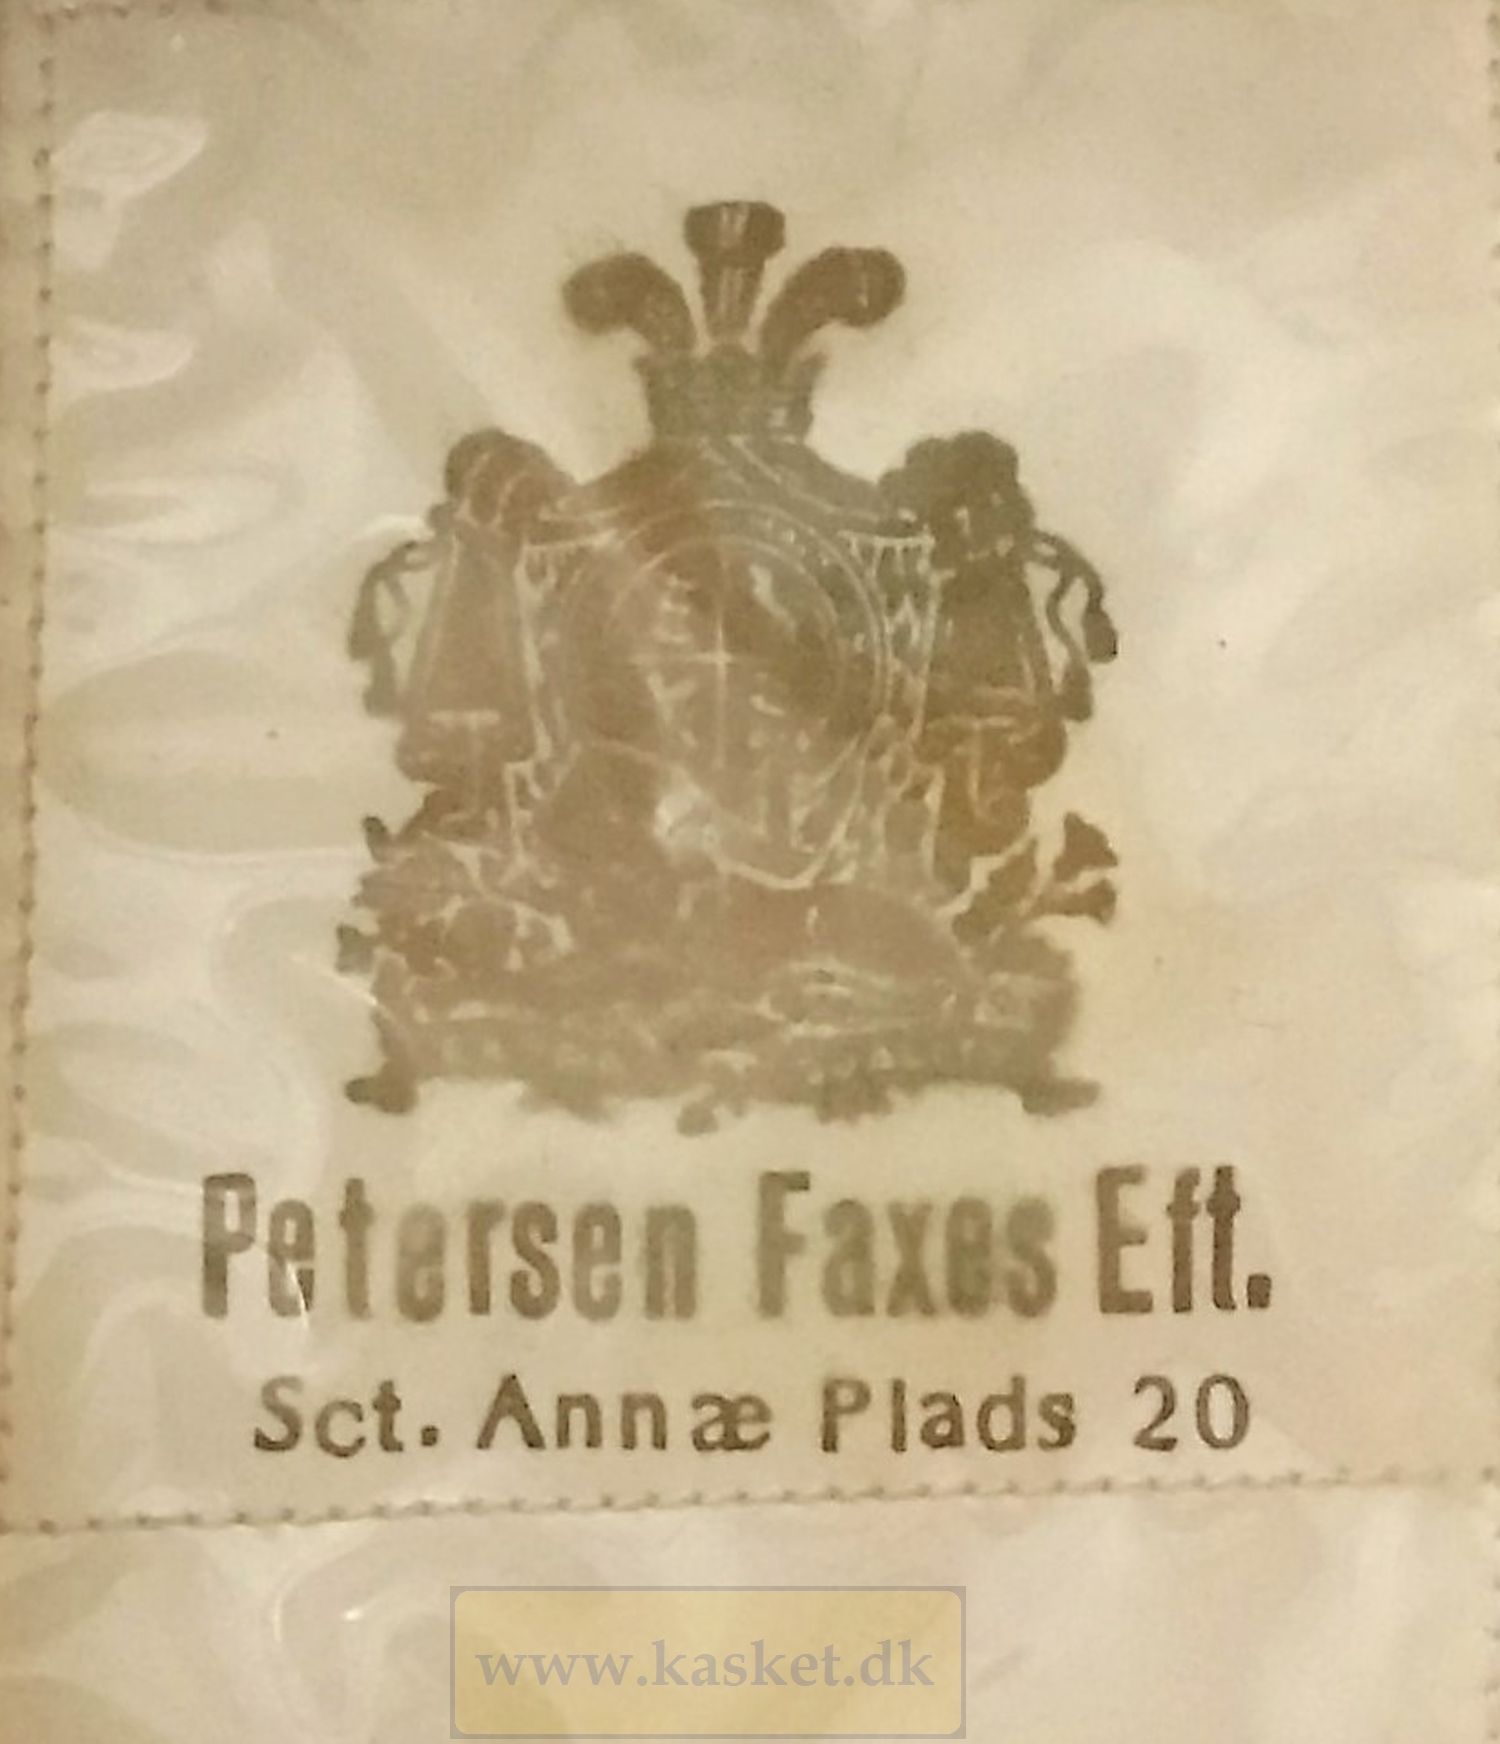 Petersen Faxes Eft.
Sct. Annæ Plads 20
www.kasket.dk